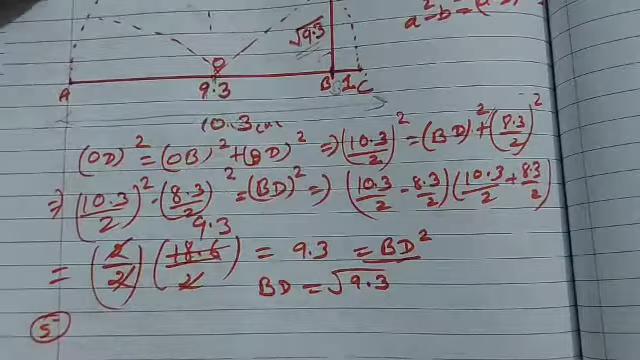 √9.3
a²-b²=(a-
O
A
9.3
B 1 C
10.3cm
(OD)² = (OB)² + (BD)² ⇒ (10.3/2)² = (BD)² + (8.3/2)²
⇒ (10.3/2)² - (8.3/2)² = (BD)² ⇒ (10.3/2 - 8.3/2)(10.3/2 + 8.3/2)
9.3
= (2/2)(18.6/2) = 9.3 = BD²
BD = √9.3
5